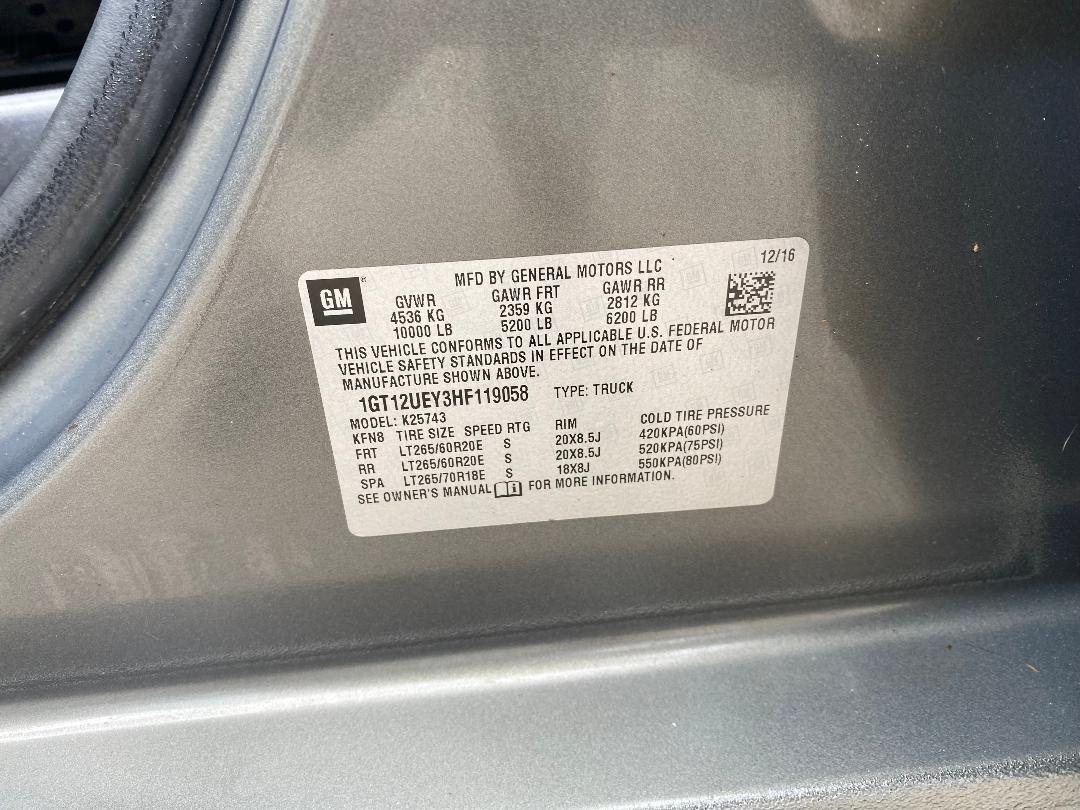 GM ®
MFD BY GENERAL MOTORS LLC 12/16
GVWR GAWR FRT GAWR RR
4536 KG 2359 KG 2812 KG
10000 LB 5200 LB 6200 LB
THIS VEHICLE CONFORMS TO ALL APPLICABLE U.S. FEDERAL MOTOR
VEHICLE SAFETY STANDARDS IN EFFECT ON THE DATE OF
MANUFACTURE SHOWN ABOVE.
1GT12UEY3HF119058 TYPE: TRUCK
MODEL: K25743
KFN8 TIRE SIZE SPEED RTG RIM COLD TIRE PRESSURE
FRT LT265/60R20E S 20X8.5J 420KPA(60PSI)
RR LT265/60R20E S 20X8.5J 520KPA(75PSI)
SPA LT265/70R18E S 18X8J 550KPA(80PSI)
SEE OWNER'S MANUAL FOR MORE INFORMATION.